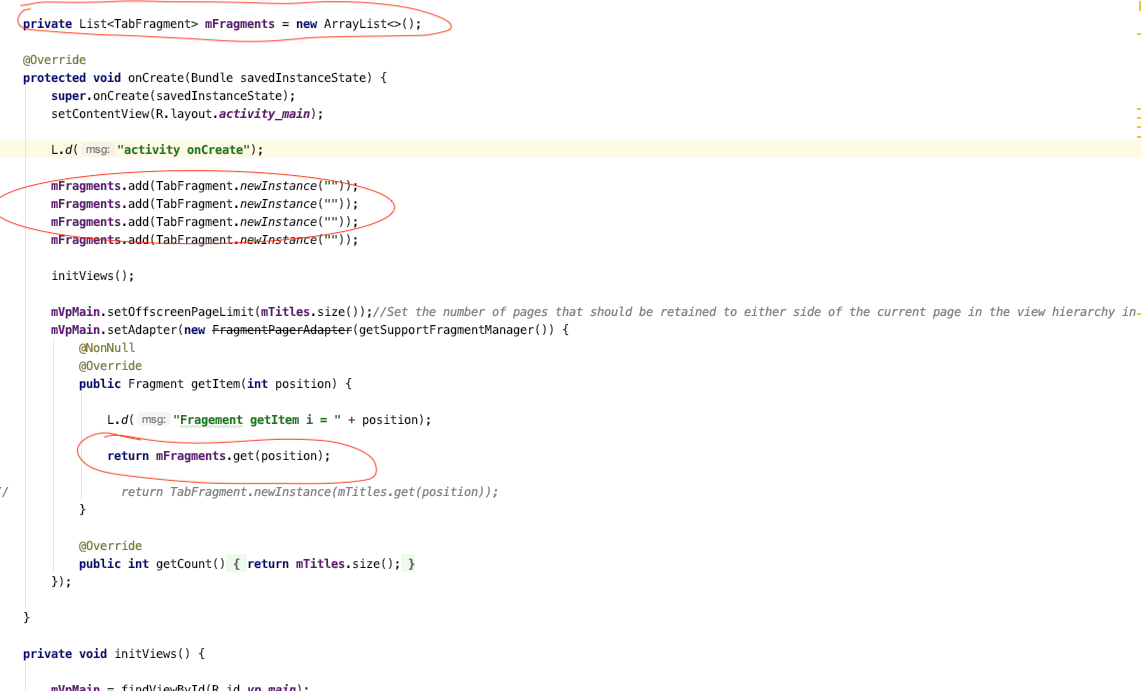 private List<TabFragment> mFragments = new ArrayList<>();
@Override
protected void onCreate(Bundle savedInstanceState) {
super.onCreate(savedInstanceState);
setContentView(R.layout.activity_main);
L.d( msg: "activity onCreate");
mFragments.add(TabFragment.newInstance(""));
mFragments.add(TabFragment.newInstance(""));
mFragments.add(TabFragment.newInstance(""));
mFragments.add(TabFragment.newInstance(""));
initViews();
mVpMain.setOffscreenPageLimit(mTitles.size());//Set the number of pages that should be retained to either side of the current page in the view hierarchy in
mVpMain.setAdapter(new FragmentPagerAdapter(getSupportFragmentManager()) {
@NonNull
@Override
public Fragment getItem(int position) {
L.d( msg: "Fragement getItem i = " + position);
return mFragments.get(position);
// return TabFragment.newInstance(mTitles.get(position));
}
@Override
public int getCount() { return mTitles.size(); }
});
}
private void initViews() {
mVpMain = findViewById(R.id.vp_main);